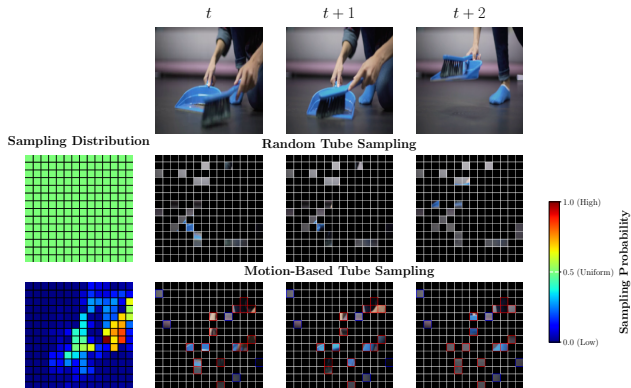 t
t + 1
t + 2
Sampling Distribution
Random Tube Sampling
Motion-Based Tube Sampling
1.0 (High)
0.5 (Uniform)
0.0 (Low)
Sampling Probability